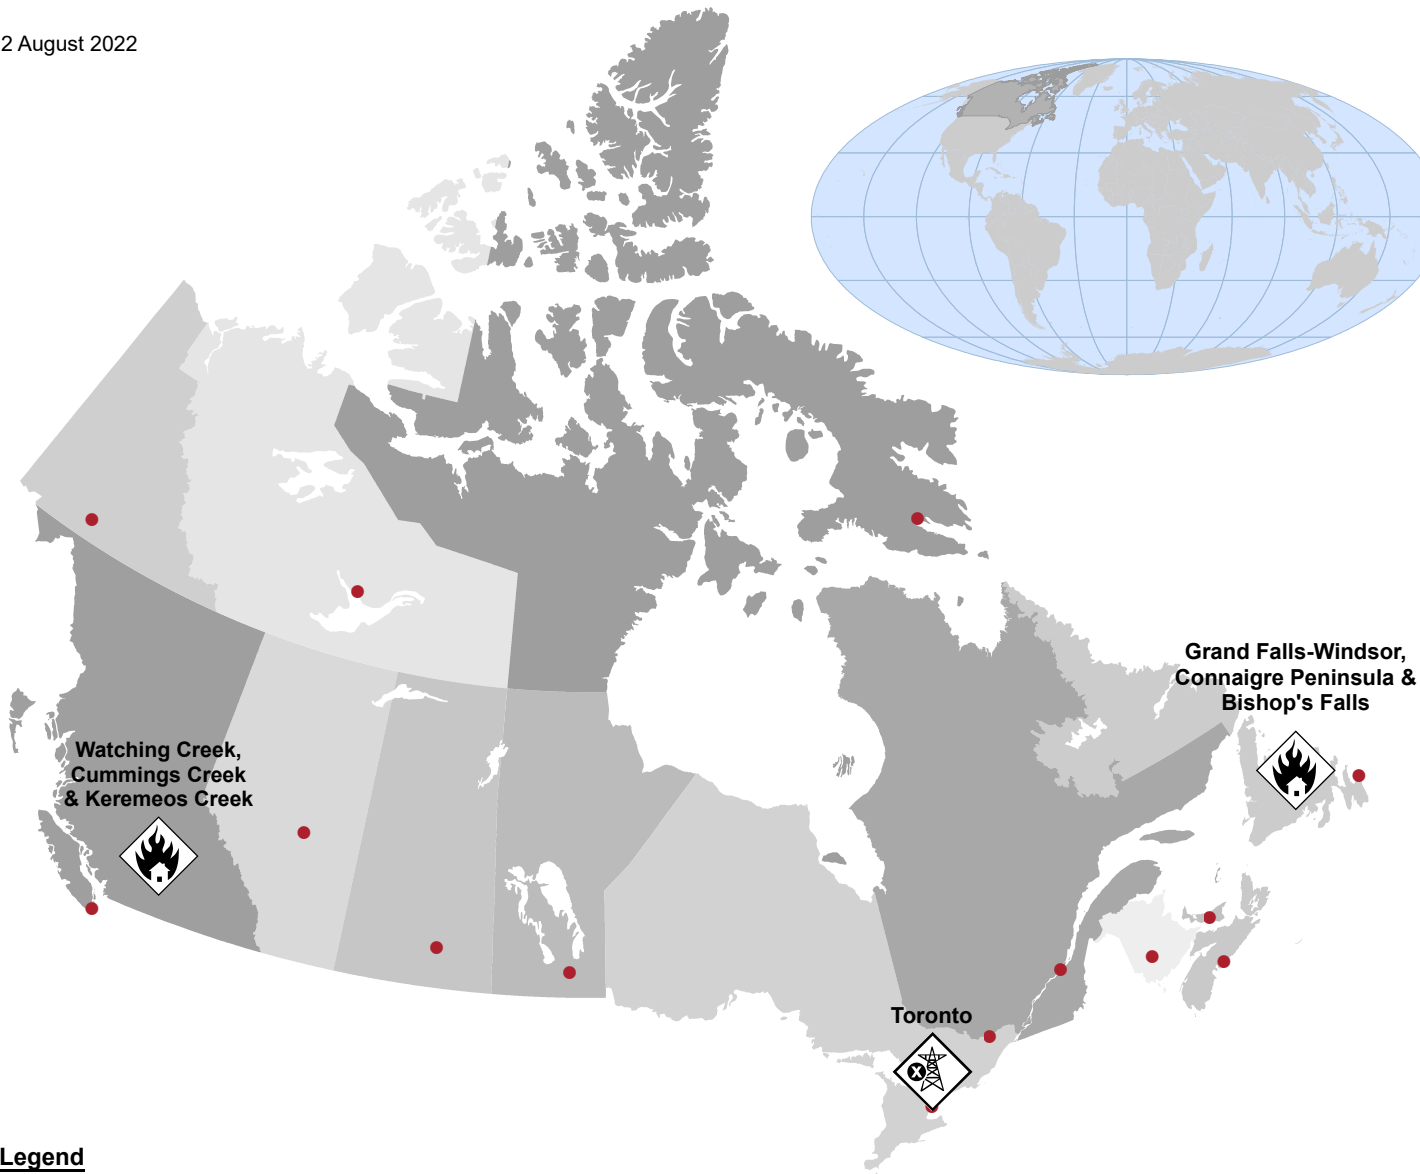 2 August 2022
Grand Falls-Windsor,
Connaigre Peninsula &
Bishop's Falls
Watching Creek,
Cummings Creek
& Keremeos Creek
Toronto
X
Legend